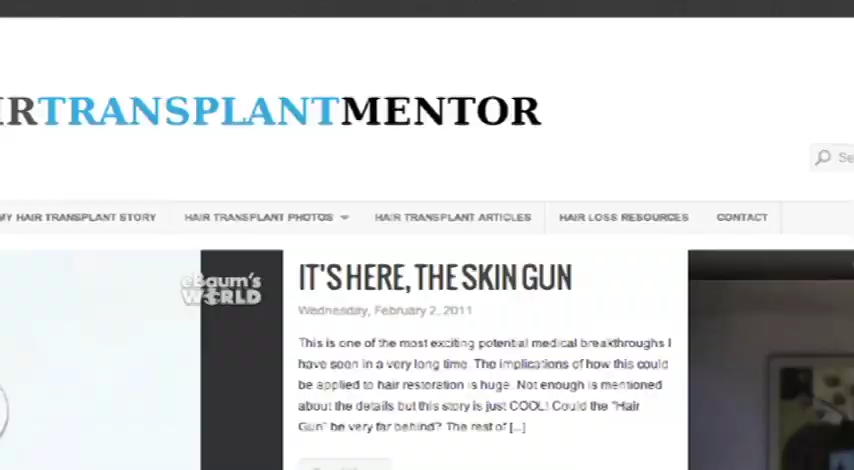 IRTRANSPLANTMENTOR
Se
MY HAIR TRANSPLANT STORY HAIR TRANSPLANT PHOTOS HAIR TRANSPLANT ARTICLES HAIR LOSS RESOURCES CONTACT
eBaum's
WORLD
IT'S HERE, THE SKIN GUN
Wednesday, February 2, 2011
This is one of the most exciting potential medical breakthroughs I
have seen in a very long time. The implications of how this could
be applied to hair restoration is huge. Not enough is mentioned
about the details but this story is just COOL! Could the "Hair
Gun" be very far behind? The rest of [...]